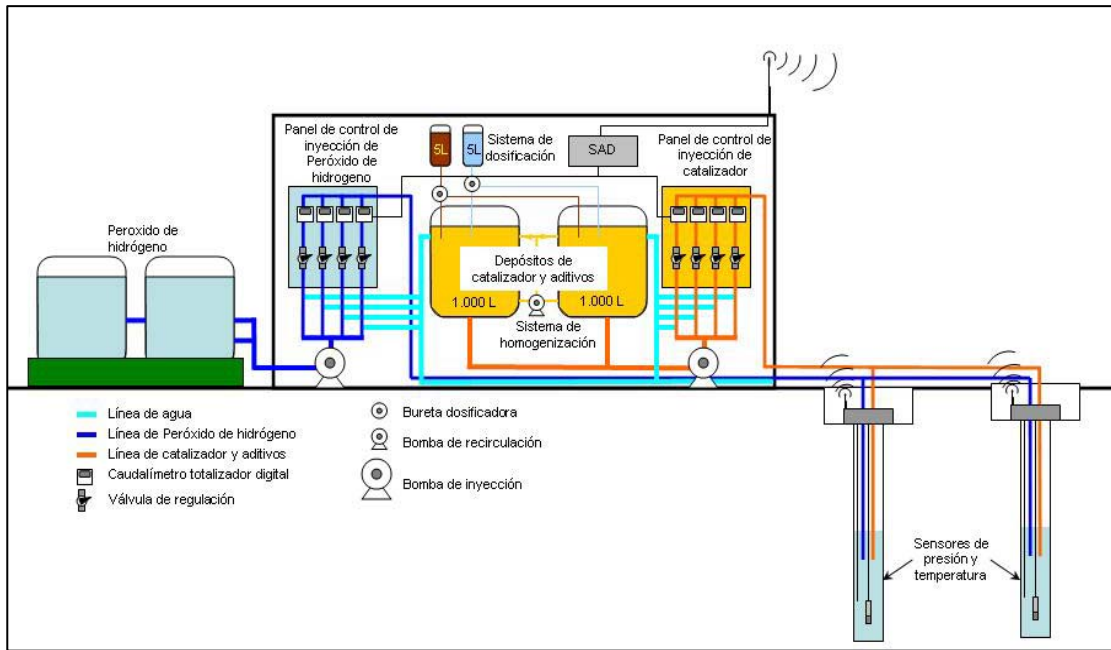 Panel de control de
inyección de
Peróxido de
hidrogeno
5L
5L
Sistema de
dosificación
SAD
Panel de control de
inyección de
catalizador
Peroxido de
hidrógeno
Depósitos de
catalizador y aditivos
1.000 L
1.000 L
Sistema de
homogenización
Línea de agua
Línea de Peróxido de hidrógeno
Línea de catalizador y aditivos
Caudalímetro totalizador digital
Válvula de regulación
Bureta dosificadora
Bomba de recirculación
Bomba de inyección
Sensores de
presión y
temperatura